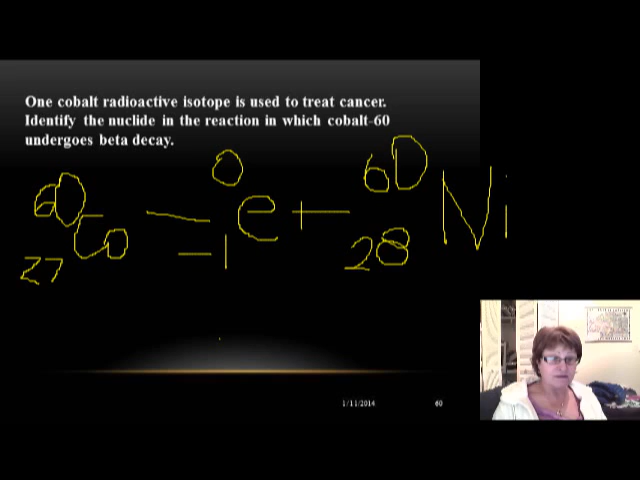 One cobalt radioactive isotope is used to treat cancer.
Identify the nuclide in the reaction in which cobalt-60
undergoes beta decay.
60 0 60
Co — e + Ni
27 -1 28
1/11/2014 60